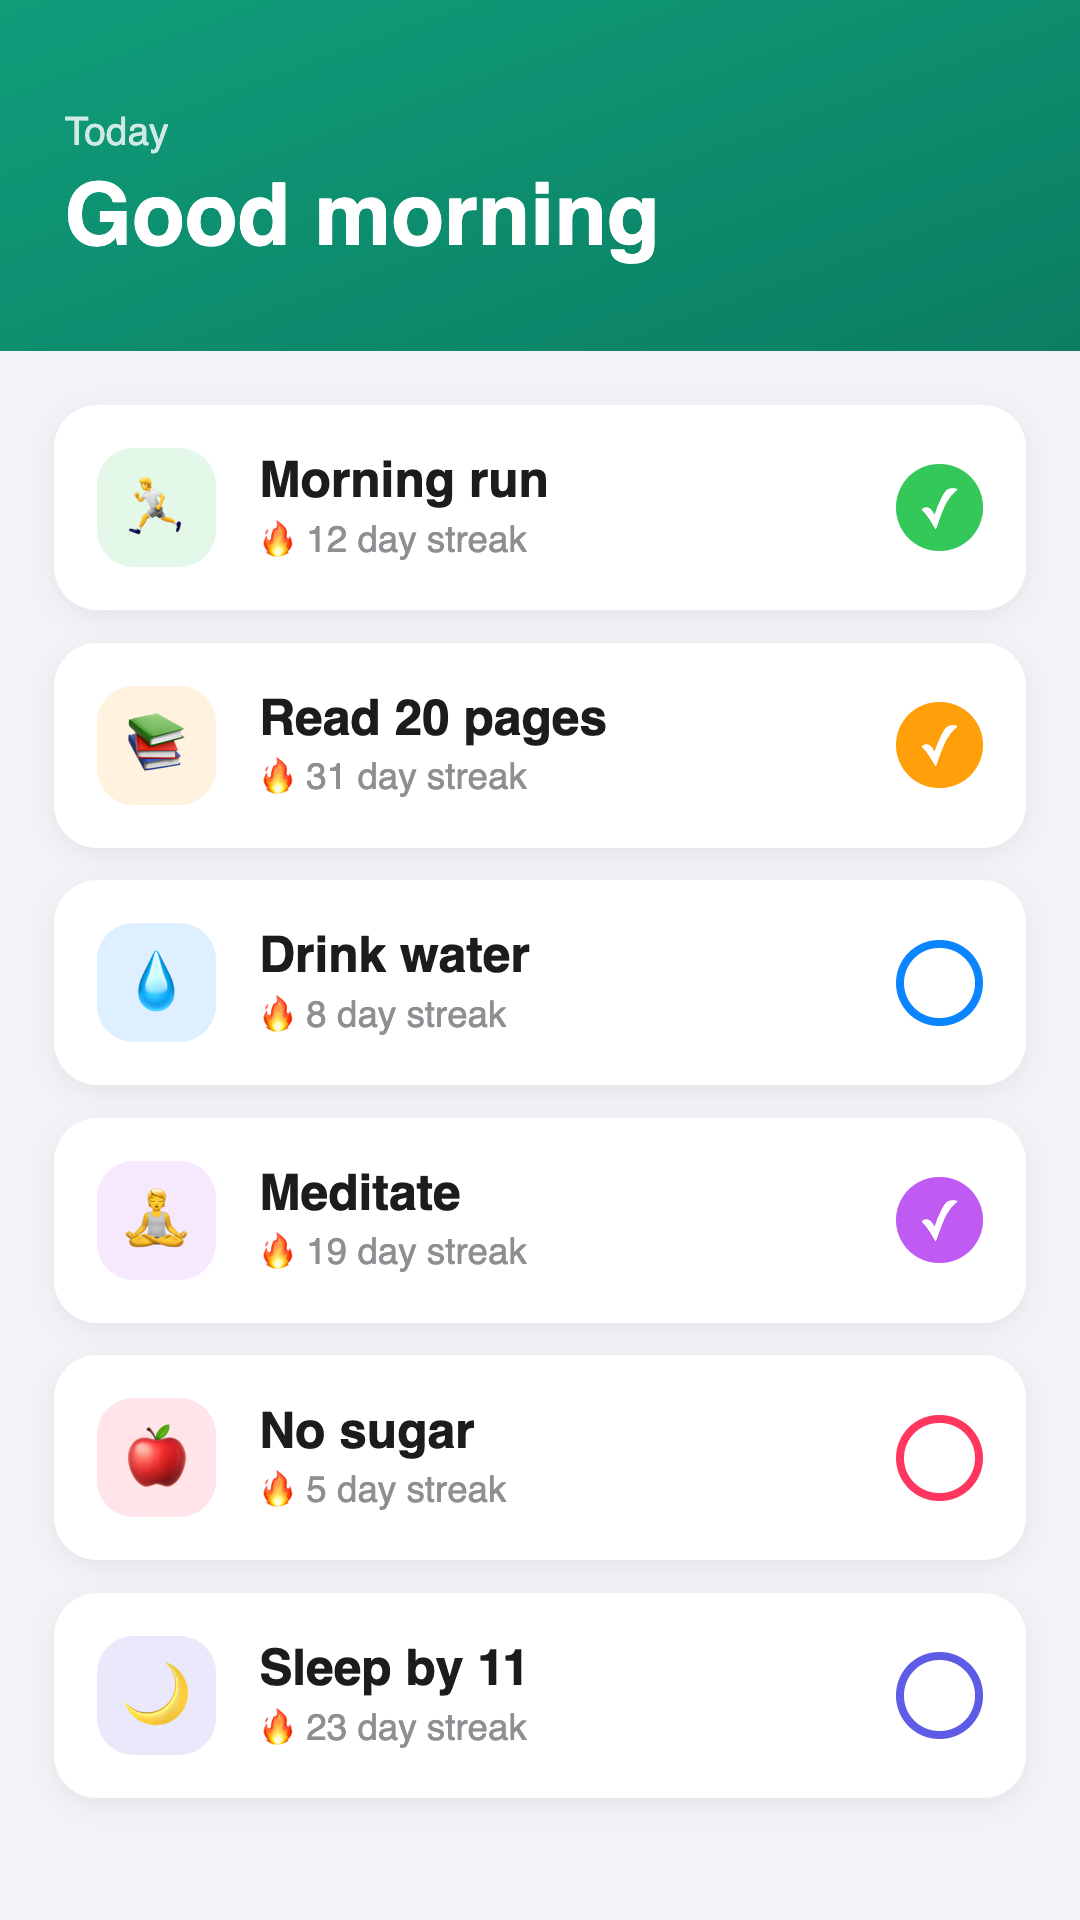 Today
Good morning
Morning run
🔥 12 day streak
Read 20 pages
🔥 31 day streak
Drink water
🔥 8 day streak
Meditate
🔥 19 day streak
No sugar
🔥 5 day streak
Sleep by 11
🔥 23 day streak